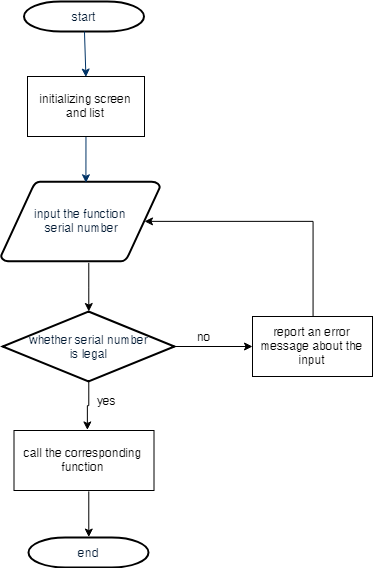 start
initializing screen
and list
input the function
serial number
whether serial number
is legal
no
report an error
message about the
input
yes
call the corresponding
function
end